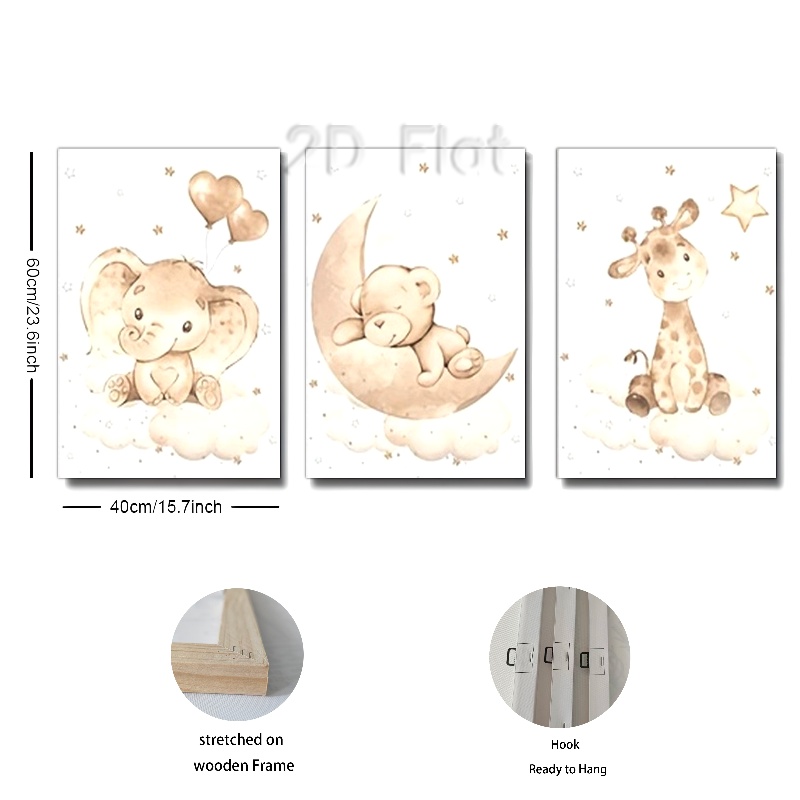 2D Flat
60cm/23.6inch
40cm/15.7inch
stretched on
wooden Frame
Hook
Ready to Hang